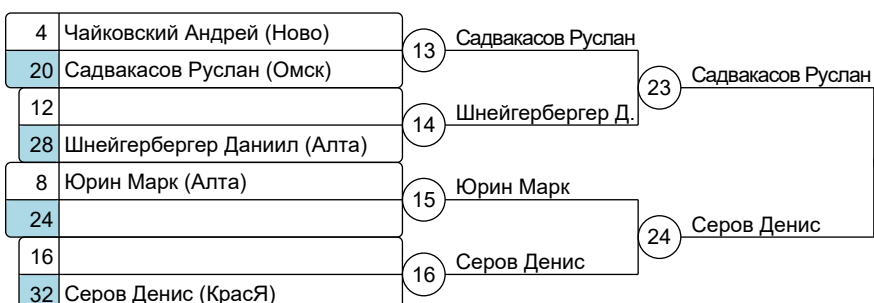 4 Чайковский Андрей (Ново)
13 Садвакасов Руслан
20 Садвакасов Руслан (Омск)
23 Садвакасов Руслан
12
14 Шнейгербергер Д.
28 Шнейгербергер Даниил (Алта)
8 Юрин Марк (Алта)
15 Юрин Марк
24
24 Серов Денис
16
16 Серов Денис
32 Серов Денис (КрасЯ)